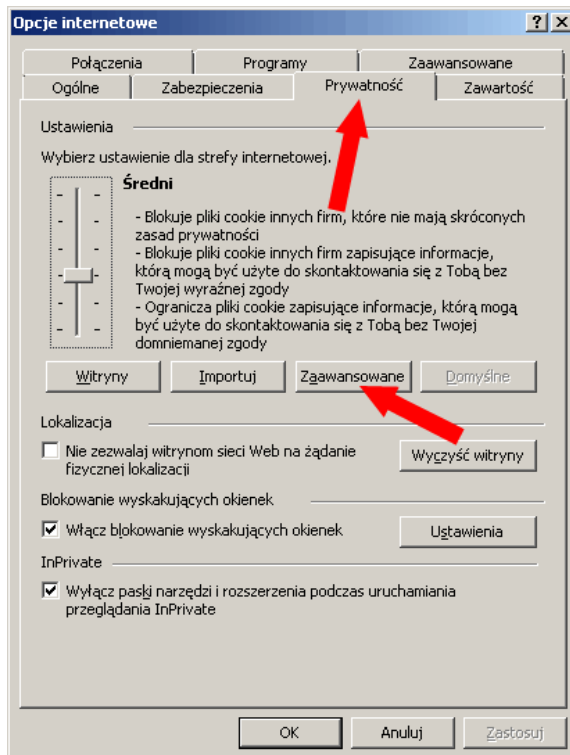 Opcje internetowe
Połączenia Programy Zaawansowane
Ogólne Zabezpieczenia Prywatność Zawartość
Ustawienia
Wybierz ustawienie dla strefy internetowej.
Średni
- Blokuje pliki cookie innych firm, które nie mają skróconych
zasad prywatności
- Blokuje pliki cookie innych firm zapisujące informacje,
którą mogą być użyte do skontaktowania się z Tobą bez
Twojej wyraźnej zgody
- Ogranicza pliki cookie zapisujące informacje, którą mogą
być użyte do skontaktowania się z Tobą bez Twojej
domniemanej zgody
Witryny Importuj Zaawansowane Domyślne
Lokalizacja
Nie zezwalaj witrynom sieci Web na żądanie
fizycznej lokalizacji
Wyczyść witryny
Blokowanie wyskakujących okienek
Włącz blokowanie wyskakujących okienek
Ustawienia
InPrivate
Wyłącz paski narzędzi i rozszerzenia podczas uruchamiania
przeglądania InPrivate
OK Anuluj Zastosuj